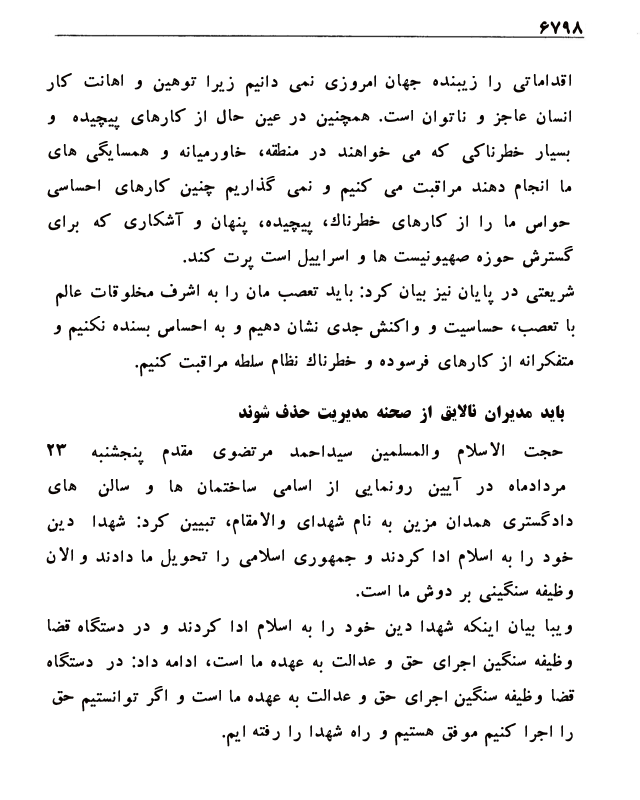 ۶۷۹۸
اقداماتی را زیبنده جهان امروزی نمی دانیم زیرا توهین و اهانت کار
انسان عاجز و ناتوان است. همچنین در عین حال از کارهای پیچیده و
بسیار خطرناکی که می خواهند در منطقه، خاورمیانه و همسایگی های
ما انجام دهند مراقبت می کنیم و نمی گذاریم چنین کارهای احساسی
حواس ما را از کارهای خطرناك، پیچیده، پنهان و آشکاری که برای
گسترش حوزه صهیونیست ها و اسراییل است پرت کند.
شریعتی در پایان نیز بیان کرد: باید تعصب مان را به اشرف مخلوقات عالم
با تعصب، حساسیت و واکنش جدی نشان دهیم و به احساس بسنده نکنیم و
متفکرانه از کارهای فرسوده و خطرناك نظام سلطه مراقبت کنیم.
باید مدیران نالایق از صحنه مدیریت حذف شوند
حجت الاسلام والمسلمین سیداحمد مرتضوی مقدم پنجشنبه ۲۳
مردادماه در آیین رونمایی از اسامی ساختمان ها و سالن های
دادگستری همدان مزین به نام شهدای والامقام، تبیین کرد: شهدا دین
خود را به اسلام ادا کردند و جمهوری اسلامی را تحویل ما دادند و الان
وظیفه سنگینی بر دوش ما است.
ویبا بیان اینکه شهدا دین خود را به اسلام ادا کردند و در دستگاه قضا
وظیفه سنگین اجرای حق و عدالت به عهده ما است، ادامه داد: در دستگاه
قضا وظیفه سنگین اجرای حق و عدالت به عهده ما است و اگر توانستیم حق
را اجرا کنیم موفق هستیم و راه شهدا را رفته ایم.